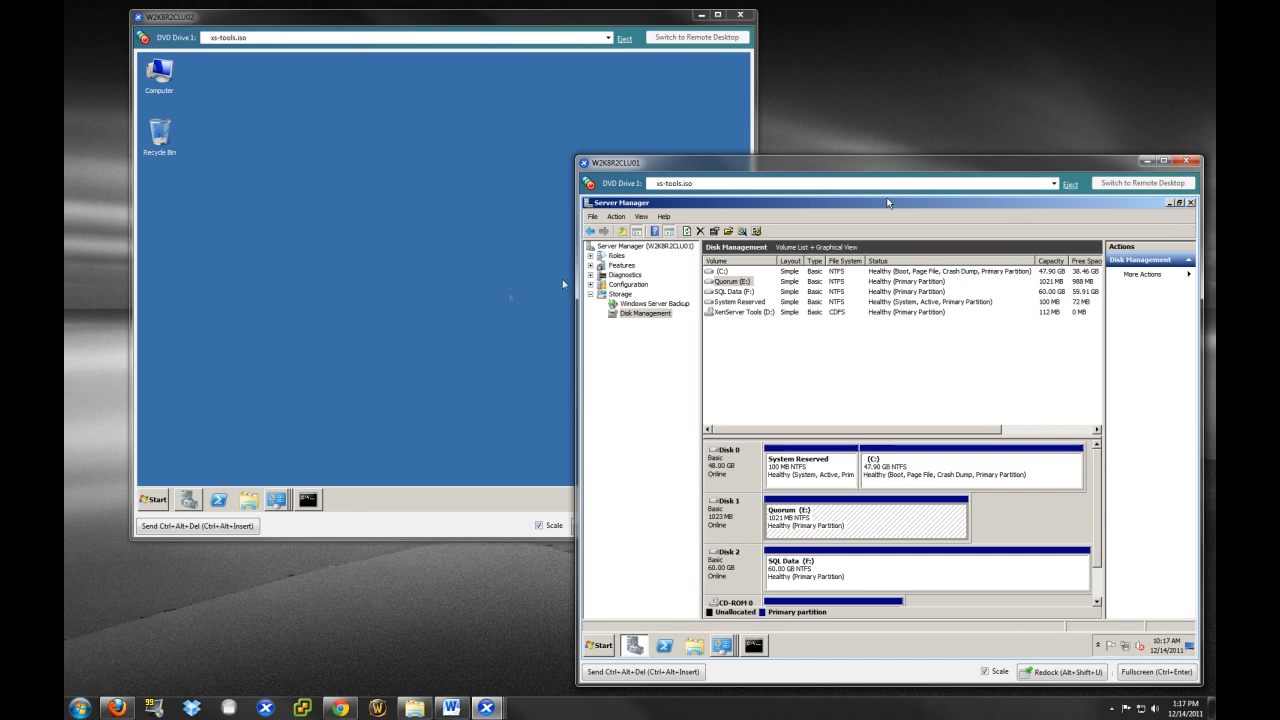 W2K8R2CLU02
DVD Drive 1: xs-tools.iso Eject Switch to Remote Desktop
Computer
Recycle Bin
Start
Send Ctrl+Alt+Del (Ctrl+Alt+Insert) Scale
W2K8R2CLU01
DVD Drive 1: xs-tools.iso Eject Switch to Remote Desktop
Server Manager
File Action View Help
Server Manager (W2K8R2CLU01)
Roles
Features
Diagnostics
Configuration
Storage
Windows Server Backup
Disk Management
Disk Management Volume List + Graphical View
Volume Layout Type File System Status Capacity Free Spac
(C:) Simple Basic NTFS Healthy (Boot, Page File, Crash Dump, Primary Partition) 47.90 GB 38.46 GB
Quorum (E:) Simple Basic NTFS Healthy (Primary Partition) 1021 MB 988 MB
SQL Data (F:) Simple Basic NTFS Healthy (Primary Partition) 60.00 GB 59.91 GB
System Reserved Simple Basic NTFS Healthy (System, Active, Primary Partition) 100 MB 72 MB
XenServer Tools (D:) Simple Basic CDFS Healthy (Primary Partition) 112 MB 0 MB
Actions
Disk Management
More Actions
Disk 0
Basic
48.00 GB
Online
System Reserved
100 MB NTFS
Healthy (System, Active, Prim
(C:)
47.90 GB NTFS
Healthy (Boot, Page File, Crash Dump, Primary Partition)
Disk 1
Basic
1023 MB
Online
Quorum (E:)
1021 MB NTFS
Healthy (Primary Partition)
Disk 2
Basic
60.00 GB
Online
SQL Data (F:)
60.00 GB NTFS
Healthy (Primary Partition)
CD-ROM 0
Unallocated Primary partition
Start
10:17 AM
12/14/2011
Send Ctrl+Alt+Del (Ctrl+Alt+Insert) Scale Redock (Alt+Shift+U) Fullscreen (Ctrl+Enter)
99
1:17 PM
12/14/2011